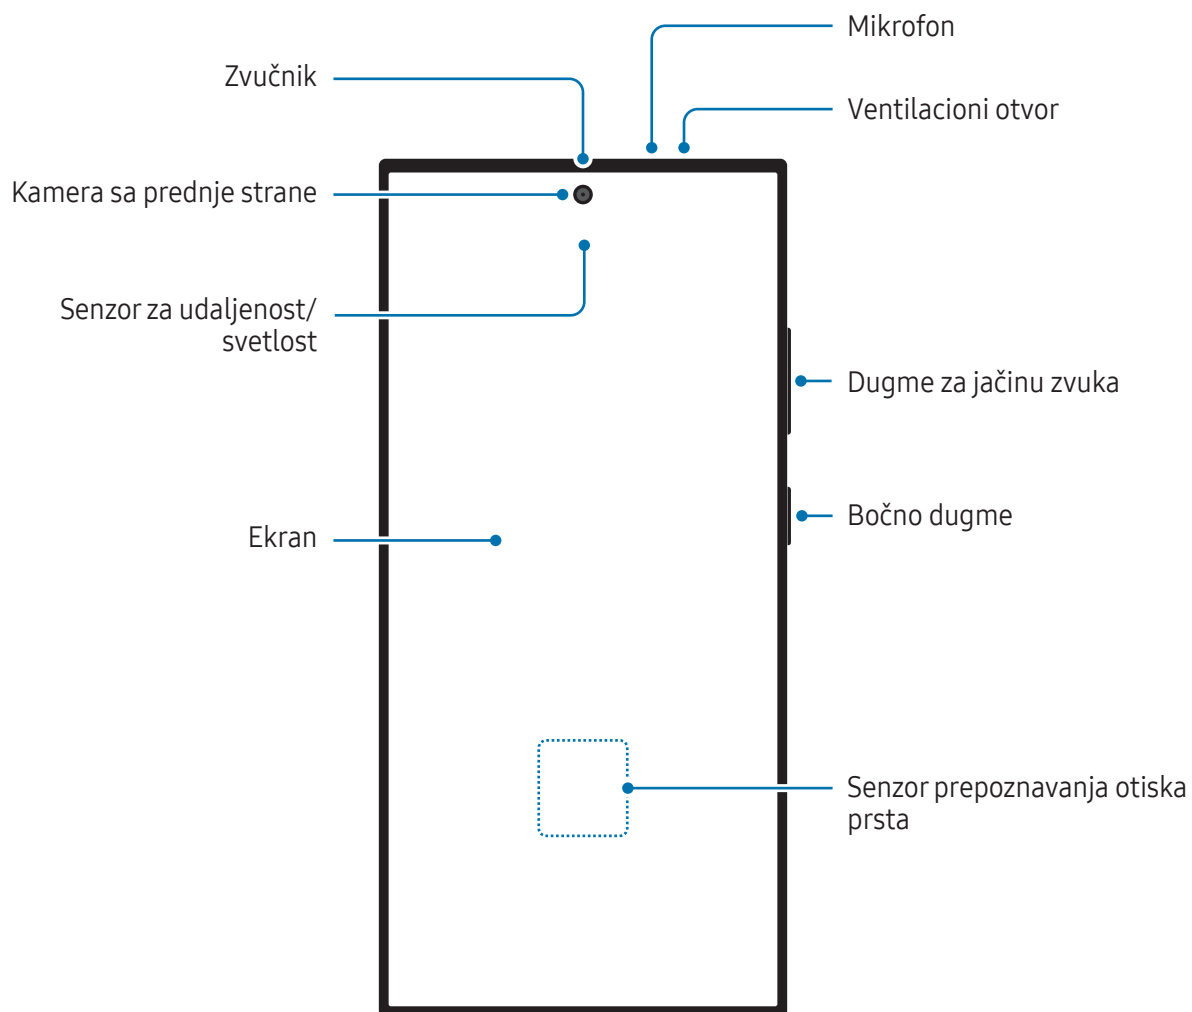 Mikrofon
Zvučnik
Ventilacioni otvor
Kamera sa prednje strane
Senzor za udaljenost/
svetlost
Dugme za jačinu zvuka
Bočno dugme
Ekran
Senzor prepoznavanja otiska
prsta